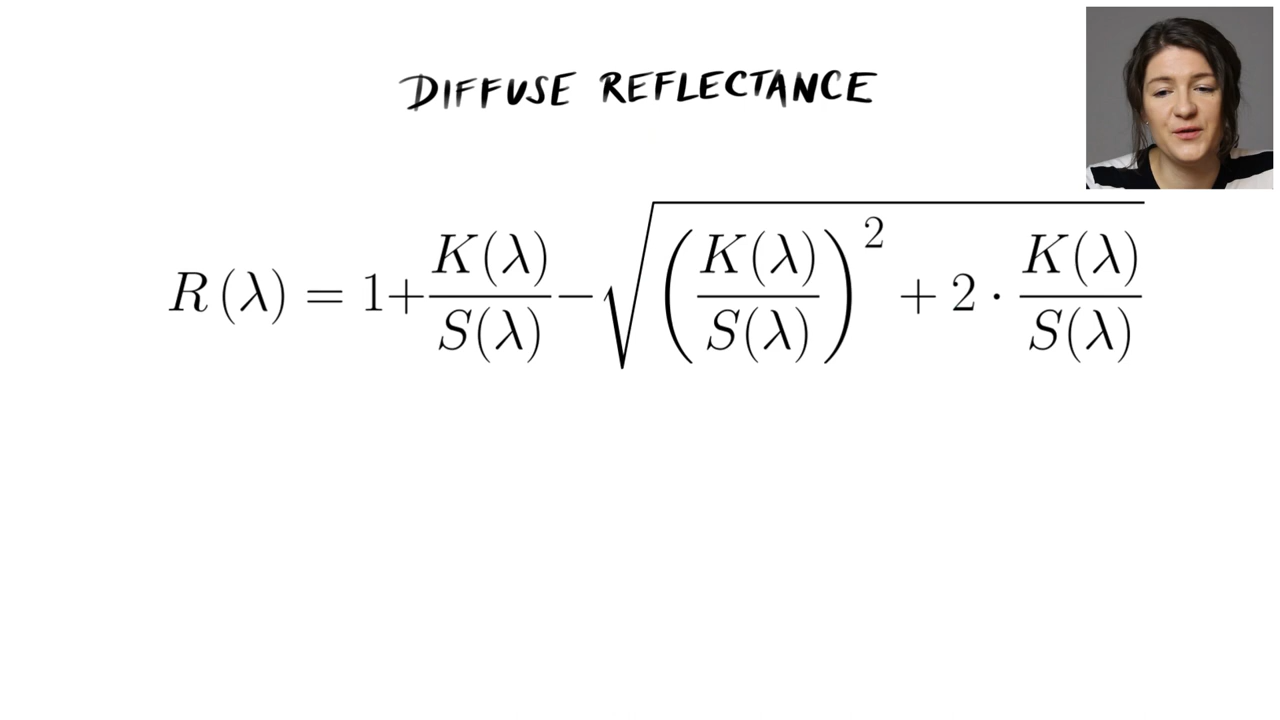 DIFFUSE REFLECTANCE
R(λ) = 1 + K(λ)/S(λ) − √((K(λ)/S(λ))² + 2 · K(λ)/S(λ))